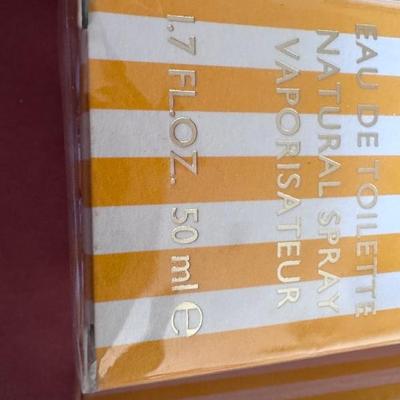 EAU DE TOILETTE
NATURAL SPRAY
VAPORISATEUR
1,7 FL.OZ. 50 ml ℮